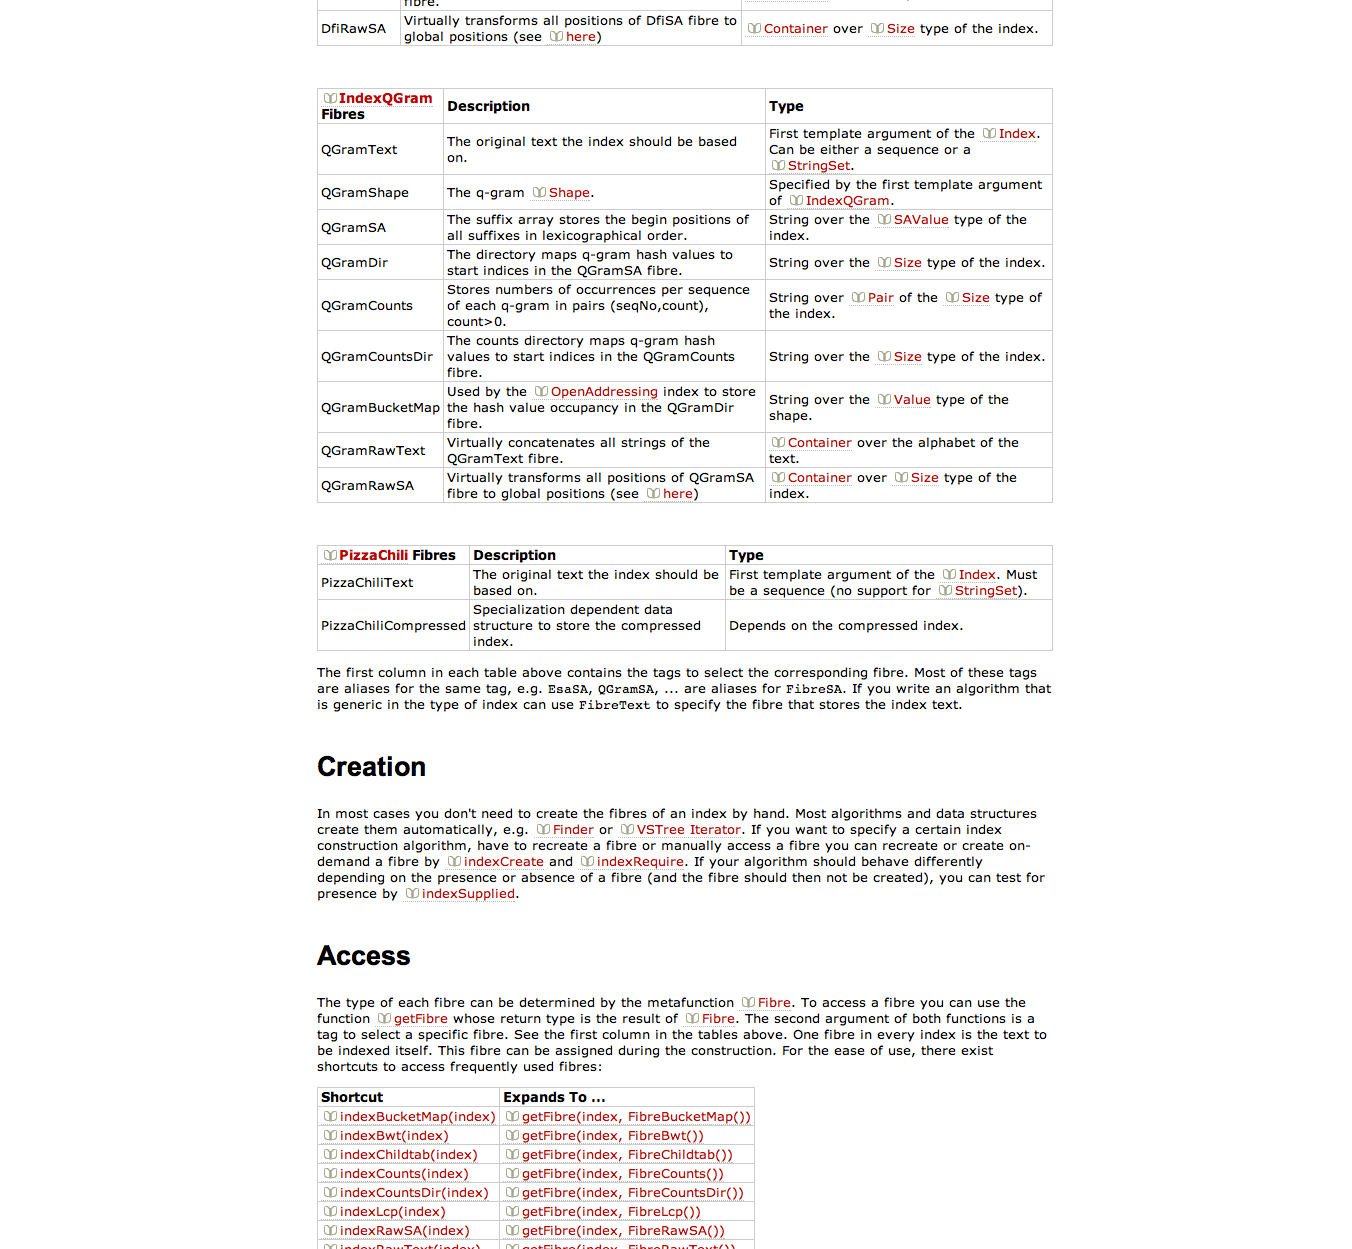 fibre.
DfiRawSA
Virtually transforms all positions of DfiSA fibre to
global positions (see here)
Container over Size type of the index.
IndexQGram
Fibres
Description
Type
QGramText
The original text the index should be based
on.
First template argument of the Index.
Can be either a sequence or a
StringSet.
QGramShape
The q-gram Shape.
Specified by the first template argument
of IndexQGram.
QGramSA
The suffix array stores the begin positions of
all suffixes in lexicographical order.
String over the SAValue type of the
index.
QGramDir
The directory maps q-gram hash values to
start indices in the QGramSA fibre.
String over the Size type of the index.
QGramCounts
Stores numbers of occurrences per sequence
of each q-gram in pairs (seqNo,count),
count>0.
String over Pair of the Size type of
the index.
QGramCountsDir
The counts directory maps q-gram hash
values to start indices in the QGramCounts
fibre.
String over the Size type of the index.
QGramBucketMap
Used by the OpenAddressing index to store
the hash value occupancy in the QGramDir
fibre.
String over the Value type of the
shape.
QGramRawText
Virtually concatenates all strings of the
QGramText fibre.
Container over the alphabet of the
text.
QGramRawSA
Virtually transforms all positions of QGramSA
fibre to global positions (see here)
Container over Size type of the
index.
PizzaChili Fibres
Description
Type
PizzaChiliText
The original text the index should be
based on.
First template argument of the Index. Must
be a sequence (no support for StringSet).
PizzaChiliCompressed
Specialization dependent data
structure to store the compressed
index.
Depends on the compressed index.
The first column in each table above contains the tags to select the corresponding fibre. Most of these tags
are aliases for the same tag, e.g. EsaSA, QGramSA, ... are aliases for FibreSA. If you write an algorithm that
is generic in the type of index can use FibreText to specify the fibre that stores the index text.
Creation
In most cases you don't need to create the fibres of an index by hand. Most algorithms and data structures
create them automatically, e.g. Finder or VSTree Iterator. If you want to specify a certain index
construction algorithm, have to recreate a fibre or manually access a fibre you can recreate or create on-
demand a fibre by indexCreate and indexRequire. If your algorithm should behave differently
depending on the presence or absence of a fibre (and the fibre should then not be created), you can test for
presence by indexSupplied.
Access
The type of each fibre can be determined by the metafunction Fibre. To access a fibre you can use the
function getFibre whose return type is the result of Fibre. The second argument of both functions is a
tag to select a specific fibre. See the first column in the tables above. One fibre in every index is the text to
be indexed itself. This fibre can be assigned during the construction. For the ease of use, there exist
shortcuts to access frequently used fibres:
Shortcut
Expands To ...
indexBucketMap(index)
getFibre(index, FibreBucketMap())
indexBwt(index)
getFibre(index, FibreBwt())
indexChildtab(index)
getFibre(index, FibreChildtab())
indexCounts(index)
getFibre(index, FibreCounts())
indexCountsDir(index)
getFibre(index, FibreCountsDir())
indexLcp(index)
getFibre(index, FibreLcp())
indexRawSA(index)
getFibre(index, FibreRawSA())
indexRawText(index)
getFibre(index, FibreRawText())